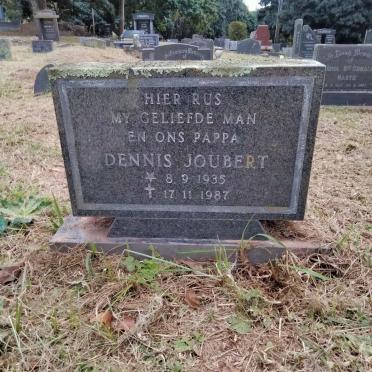 HIER RUS
MY GELIEFDE MAN
EN ONS PAPPA
DENNIS JOUBERT
8. 9. 1935
17. 11. 1987